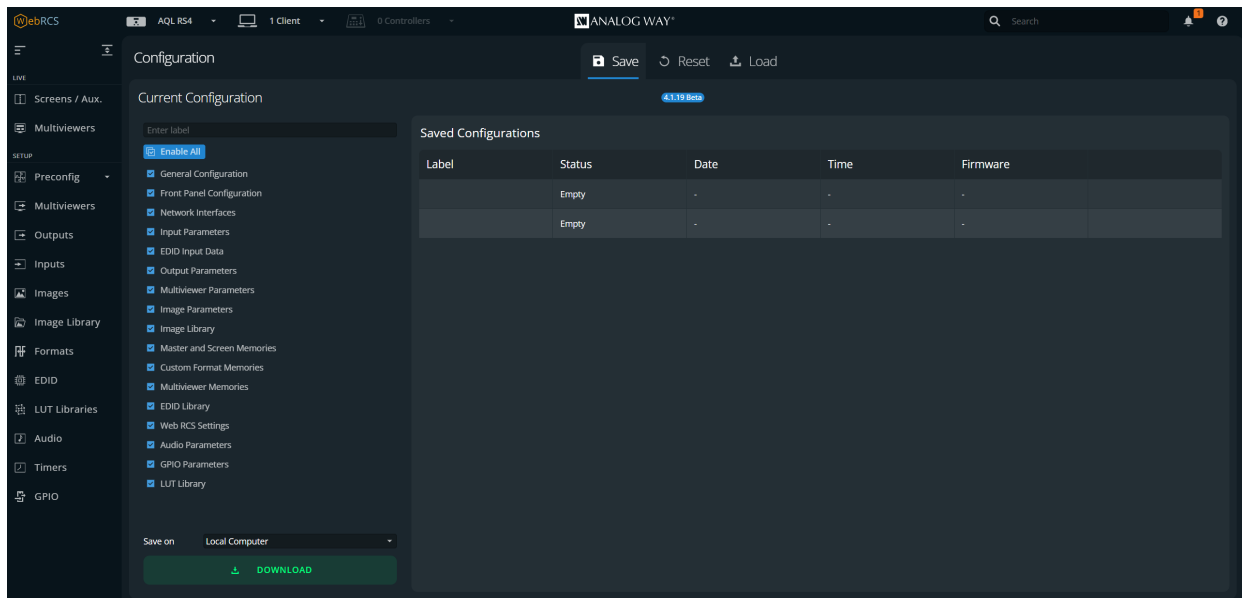 WebRCS
AQL RS4
1 Client
0 Controllers
ANALOG WAY®
Search
1
LIVE
Screens / Aux.
Multiviewers
SETUP
Preconfig
Multiviewers
Outputs
Inputs
Images
Image Library
Formats
EDID
LUT Libraries
Audio
Timers
GPIO
Configuration
Save
Reset
Load
Current Configuration
4.1.19 Beta
Enter label
Enable All
General Configuration
Front Panel Configuration
Network Interfaces
Input Parameters
EDID Input Data
Output Parameters
Multiviewer Parameters
Image Parameters
Image Library
Master and Screen Memories
Custom Format Memories
Multiviewer Memories
EDID Library
Web RCS Settings
Audio Parameters
GPIO Parameters
LUT Library
Save on Local Computer
DOWNLOAD
Saved Configurations
Label Status Date Time Firmware
Empty - - -
Empty - - -